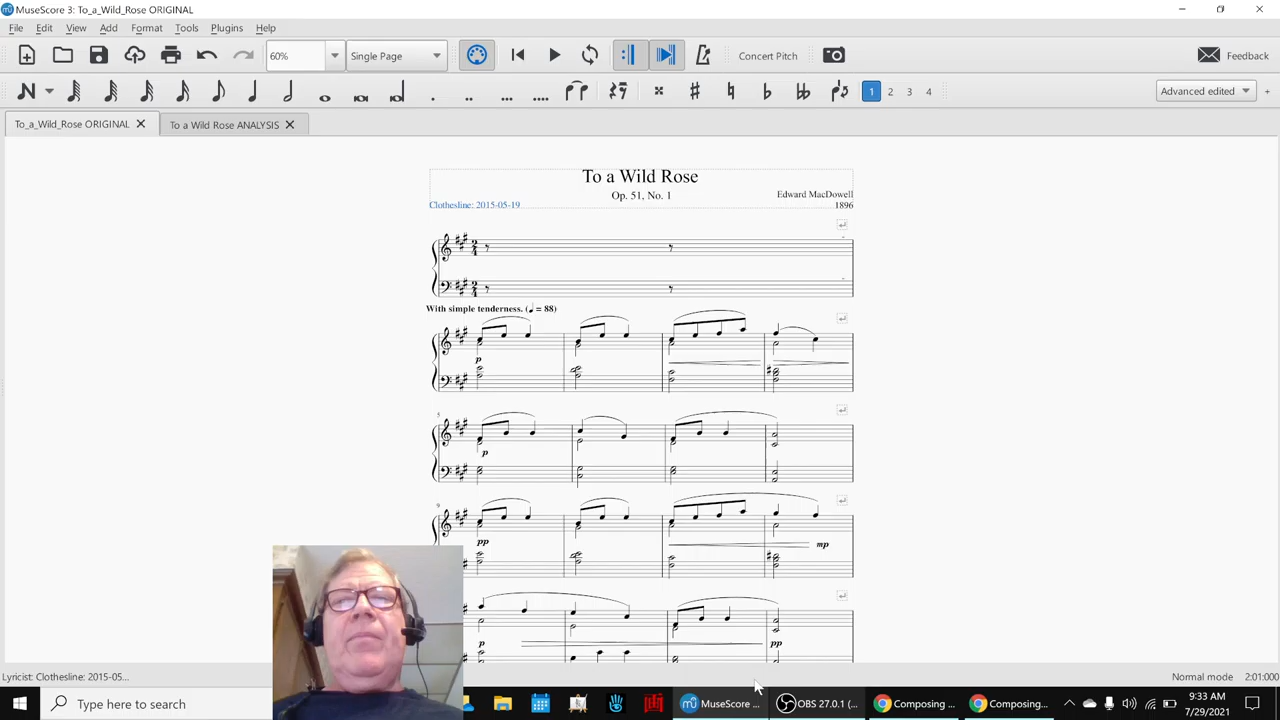 MuseScore 3: To_a_Wild_Rose ORIGINAL
File Edit View Add Format Tools Plugins Help
60% Single Page Concert Pitch Feedback
1 2 3 4 Advanced edited +
To_a_Wild_Rose ORIGINAL To a Wild Rose ANALYSIS
To a Wild Rose
Op. 51, No. 1
Edward MacDowell
Clothesline: 2015-05-19
1896
With simple tenderness. (♩ = 88)
p
5
p
9
pp
mp
p
pp
Lyricist: Clothesline: 2015-05... Normal mode 2:01:000
Type here to search
MuseScore ... OBS 27.0.1 (... Composing ... Composing...
9:33 AM
7/29/2021